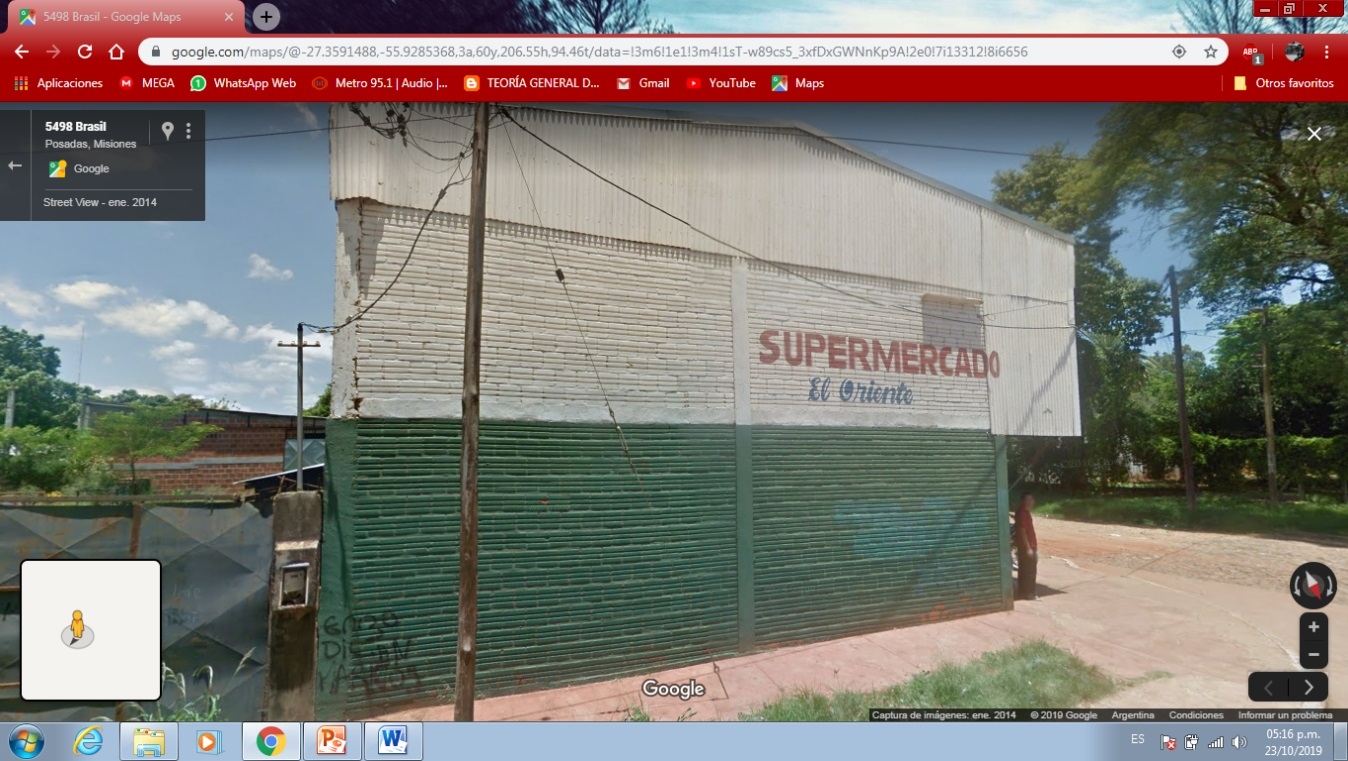 5498 Brasil - Google Maps
google.com/maps/@-27.3591488,-55.9285368,3a,60y,206.55h,94.46t/data=!3m6!1e1!3m4!1sT-w89cs5_3xfDxGWNnKp9A!2e0!7i13312!8i6656
ABP
1
Aplicaciones MEGA WhatsApp Web Metro 95.1 | Audio |... TEORÍA GENERAL D... Gmail YouTube Maps Otros favoritos
5498 Brasil
Posadas, Misiones
Google
Street View - ene. 2014
SUPERMERCADO
El Oriente
Google
Captura de imágenes: ene. 2014 © 2019 Google Argentina Condiciones Informar un problema
ES
05:16 p.m.
23/10/2019